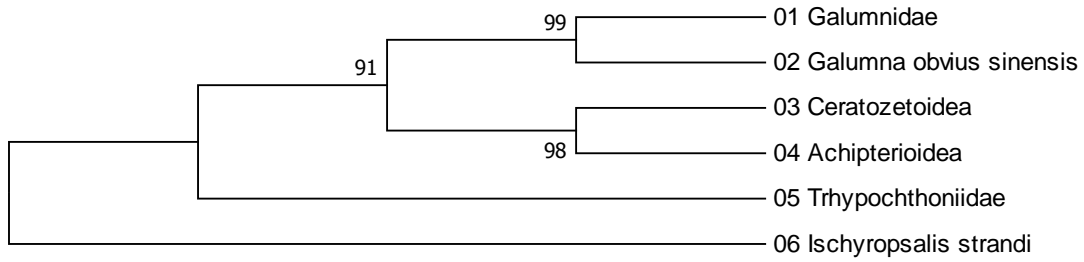 99
01 Galumnidae
02 Galumna obvius sinensis
91
03 Ceratozetoidea
98
04 Achipterioidea
05 Trhypochthoniidae
06 Ischyropsalis strandi